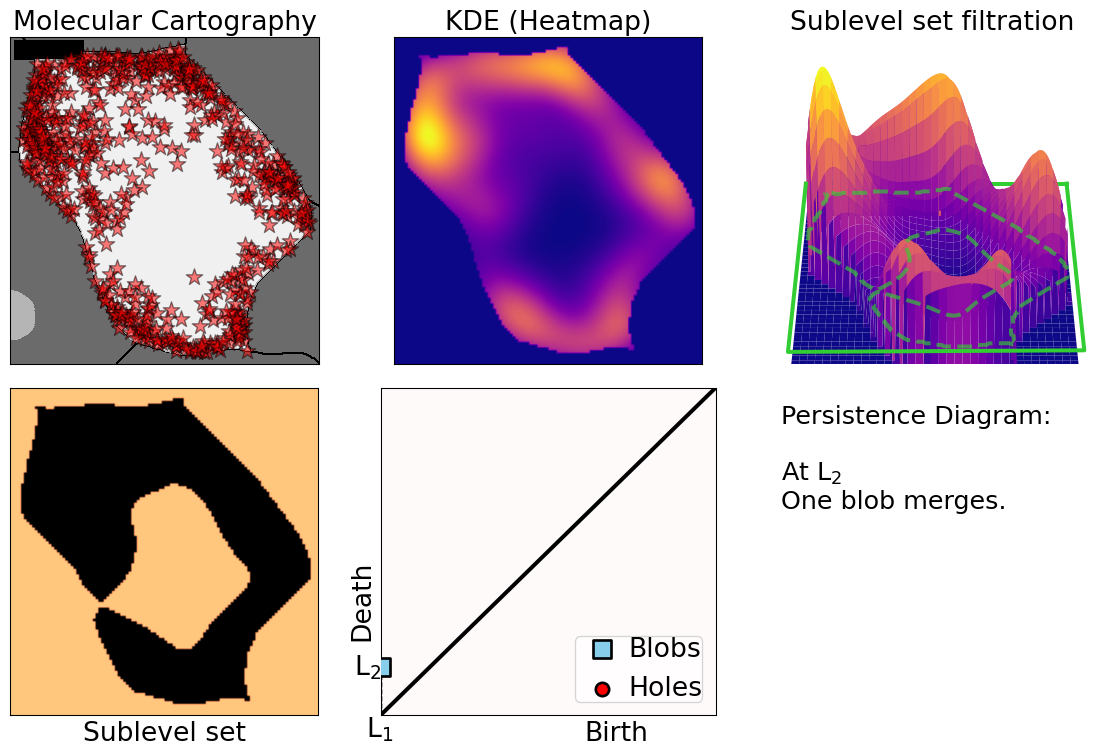 Molecular Cartography
KDE (Heatmap)
Sublevel set filtration
Persistence Diagram:
At L₂
One blob merges.
Death
L₂
Blobs
Holes
L₁
Birth
Sublevel set